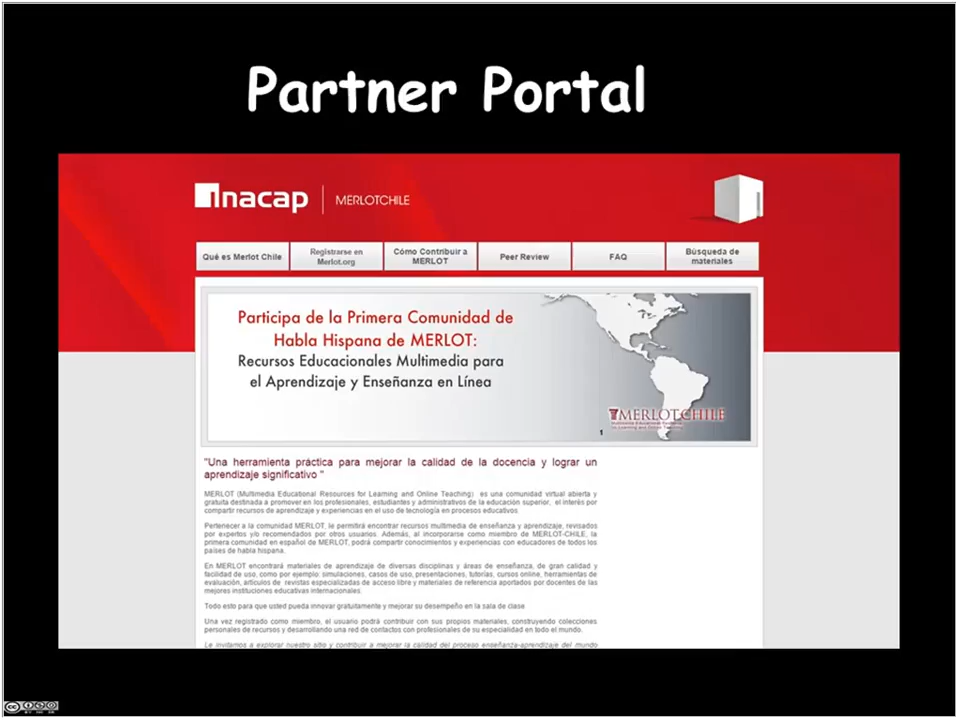 Partner Portal
inacap | MERLOTCHILE
Qué es Merlot Chile
Registrarse en
Merlot.org
Cómo Contribuir a
MERLOT
Peer Review
FAQ
Búsqueda de
materiales
Participa de la Primera Comunidad de
Habla Hispana de MERLOT:
Recursos Educacionales Multimedia para
el Aprendizaje y Enseñanza en Línea
MERLOT CHILE
Multimedia Educational Resource
for Learning and Online Teaching
1
"Una herramienta práctica para mejorar la calidad de la docencia y lograr un
aprendizaje significativo "
MERLOT (Multimedia Educational Resources for Learning and Online Teaching) es una comunidad virtual abierta y
gratuita destinada a promover en los profesionales, estudiantes y administrativos de la educación superior, el interés por
compartir recursos de aprendizaje y experiencias en el uso de tecnología en procesos educativos
Pertenecer a la comunidad MERLOT, le permitirá encontrar recursos multimedia de enseñanza y aprendizaje, revisados
por expertos y/o recomendados por otros usuarios. Además, al incorporarse como miembro de MERLOT-CHILE, la
primera comunidad en español de MERLOT, podrá compartir conocimientos y experiencias con educadores de todos los
países de habla hispana.
En MERLOT encontrará materiales de aprendizaje de diversas disciplinas y áreas de enseñanza, de gran calidad y
facilidad de uso, como por ejemplo: simulaciones, casos de uso, presentaciones, tutorías, cursos online, herramientas de
evaluación, artículos de revistas especializadas de acceso libre y materiales de referencia aportados por docentes de las
mejores instituciones educativas internacionales
Todo esto para que usted pueda innovar gratuitamente y mejorar su desempeño en la sala de clase
Una vez registrado como miembro, el usuario podrá contribuir con sus propios materiales, construyendo colecciones
personales de recursos y desarrollando una red de contactos con profesionales de su especialidad en todo el mundo.
Le invitamos a explorar nuestro sitio y contribuir a mejorar la calidad del proceso enseñanza-aprendizaje del mundo